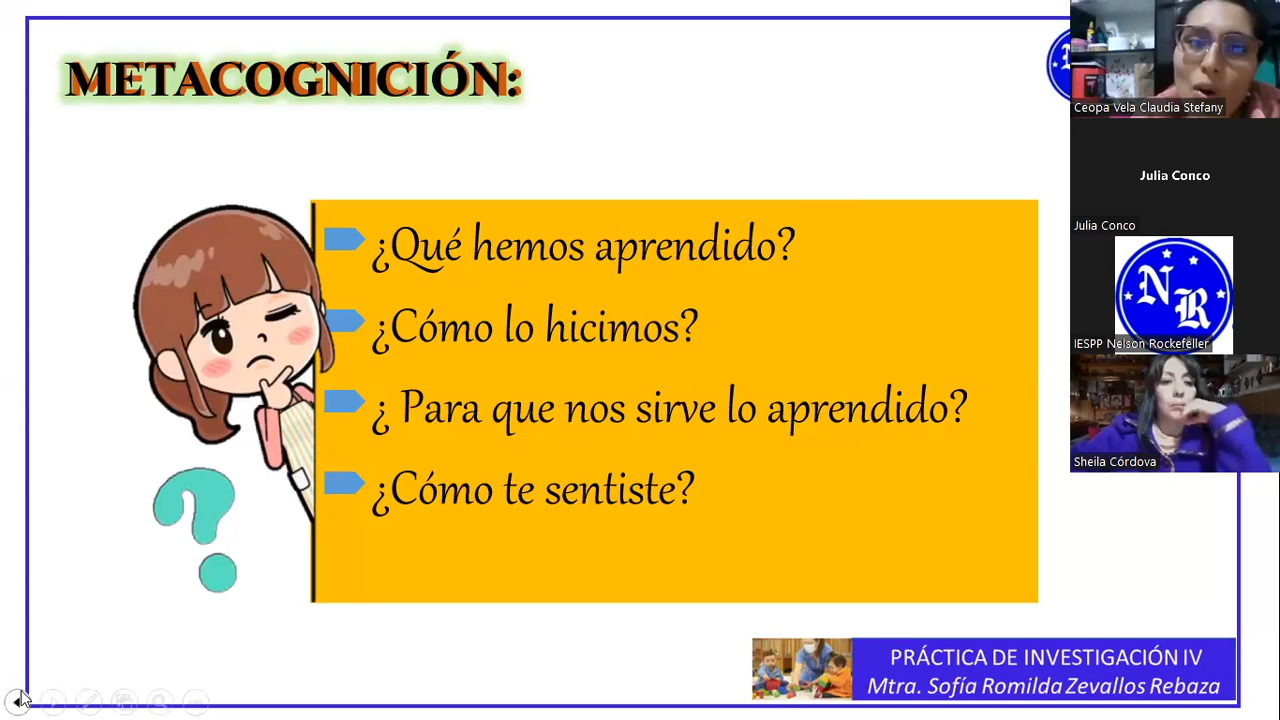 METACOGNICIÓN:
¿Qué hemos aprendido?
¿Cómo lo hicimos?
¿ Para que nos sirve lo aprendido?
¿Cómo te sentiste?
PRÁCTICA DE INVESTIGACIÓN IV
Mtra. Sofía Romilda Zevallos Rebaza
Ceopa Vela Claudia Stefany
Julia Conco
Julia Conco
NR
IESPP Nelson Rockefeller
Sheila Córdova